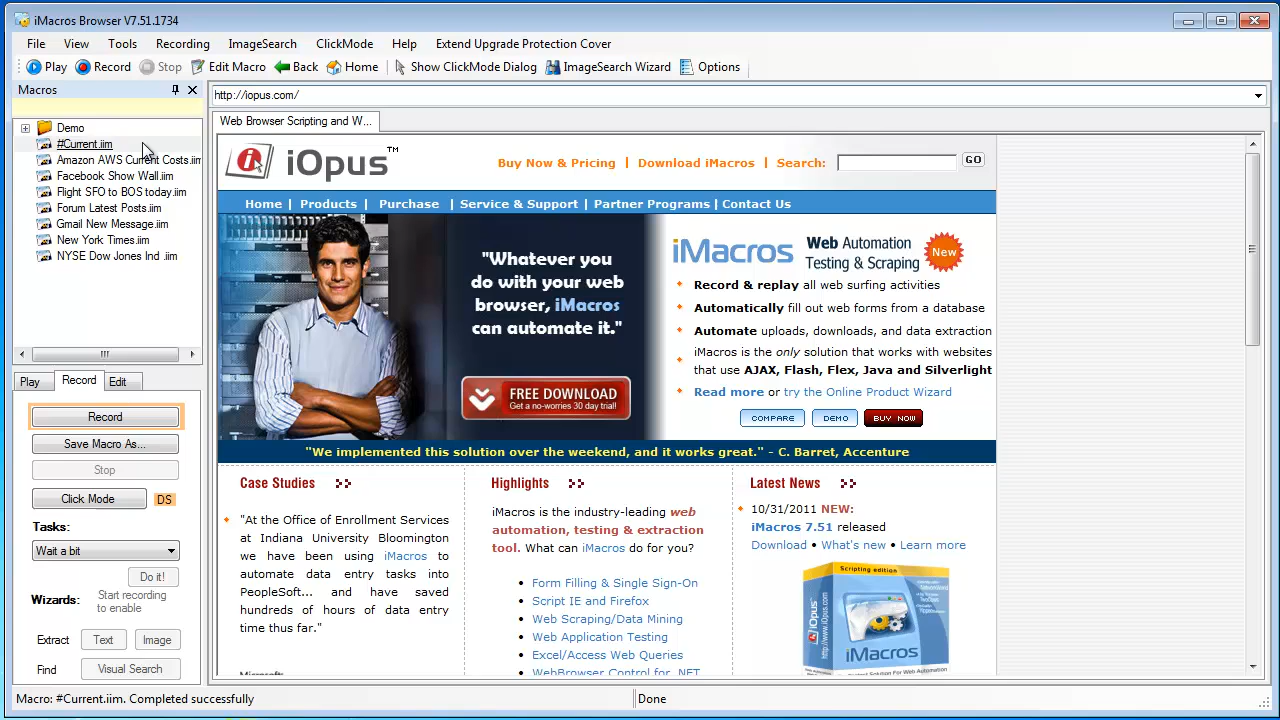 iMacros Browser V7.51.1734
File View Tools Recording ImageSearch ClickMode Help Extend Upgrade Protection Cover
Play Record Stop Edit Macro Back Home Show ClickMode Dialog ImageSearch Wizard Options
Macros
http://iopus.com/
Web Browser Scripting and W...
Demo
#Current.iim
Amazon AWS Current Costs.iim
Facebook Show Wall.iim
Flight SFO to BOS today.iim
Forum Latest Posts.iim
Gmail New Message.iim
New York Times.iim
NYSE Dow Jones Ind .iim
Play Record Edit
Record
Save Macro As...
Stop
Click Mode DS
Tasks:
Wait a bit
Do it!
Wizards: Start recording
to enable
Extract Text Image
Find Visual Search
iOpus™
Buy Now & Pricing | Download iMacros | Search: GO
Home | Products | Purchase | Service & Support | Partner Programs | Contact Us
"Whatever you
do with your web
browser, iMacros
can automate it."
FREE DOWNLOAD
Get a no-worries 30 day trial!
iMacros Web Automation
Testing & Scraping
New
Record & replay all web surfing activities
Automatically fill out web forms from a database
Automate uploads, downloads, and data extraction
iMacros is the only solution that works with websites
that use AJAX, Flash, Flex, Java and Silverlight
Read more or try the Online Product Wizard
COMPARE DEMO BUY NOW
"We implemented this solution over the weekend, and it works great." - C. Barret, Accenture
Case Studies
"At the Office of Enrollment Services
at Indiana University Bloomington
we have been using iMacros to
automate data entry tasks into
PeopleSoft... and have saved
hundreds of hours of data entry
time thus far."
Microsoft
Highlights
iMacros is the industry-leading web
automation, testing & extraction
tool. What can iMacros do for you?
• Form Filling & Single Sign-On
• Script IE and Firefox
• Web Scraping/Data Mining
• Web Application Testing
• Excel/Access Web Queries
• WebBrowser Control for .NET
Latest News
10/31/2011 NEW:
iMacros 7.51 released
Download • What's new • Learn more
Scripting edition
http://www.iOpus.com
iMacros
Macro: #Current.iim. Completed successfully
Done